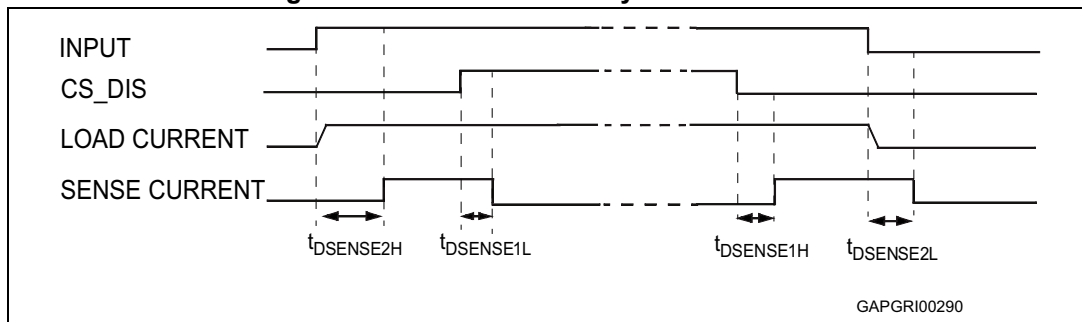 INPUT
CS_DIS
LOAD CURRENT
SENSE CURRENT
tDSENSE2H
tDSENSE1L
tDSENSE1H
tDSENSE2L
GAPGRI00290